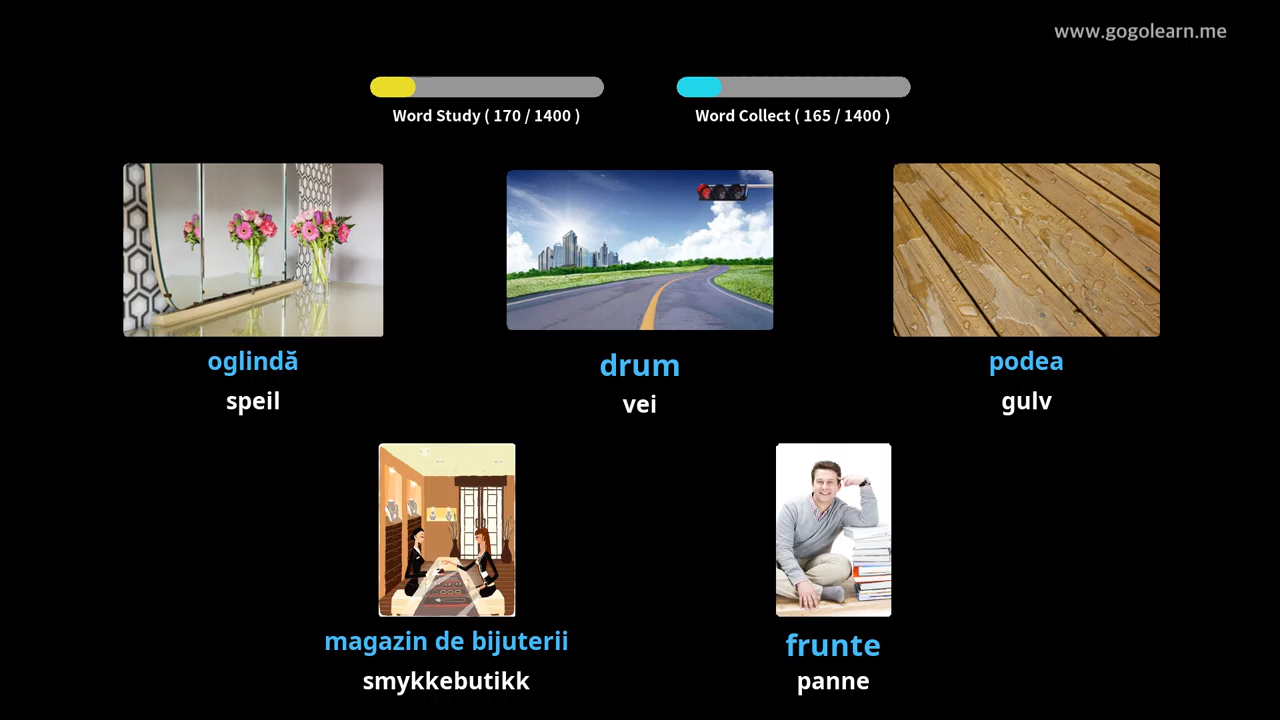 www.gogolearn.me
Word Study ( 170 / 1400 )
Word Collect ( 165 / 1400 )
oglindă
speil
drum
vei
podea
gulv
magazin de bijuterii
smykkebutikk
frunte
panne